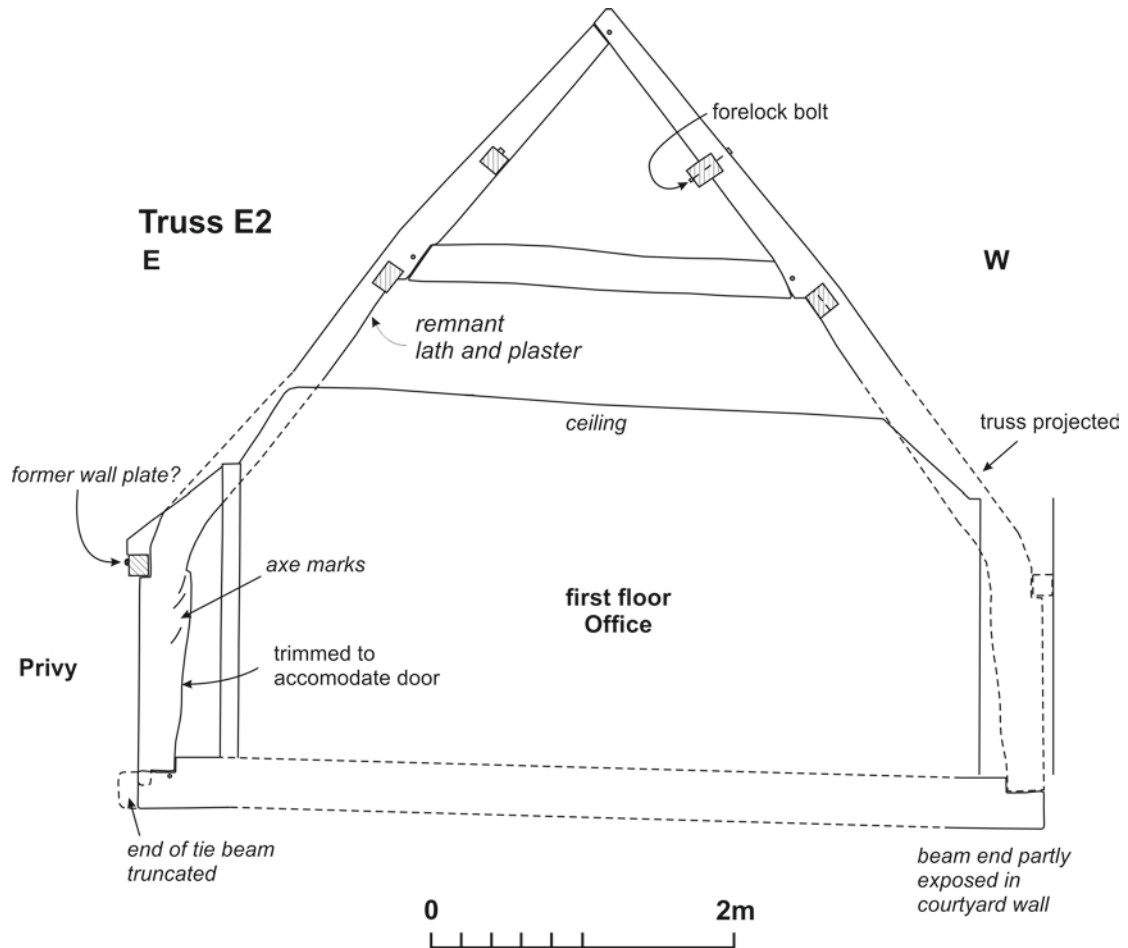 forelock bolt
Truss E2
E
W
remnant
lath and plaster
ceiling
truss projected
former wall plate?
axe marks
first floor
Office
Privy
trimmed to
accomodate door
end of tie beam
truncated
beam end partly
exposed in
courtyard wall
0
2m